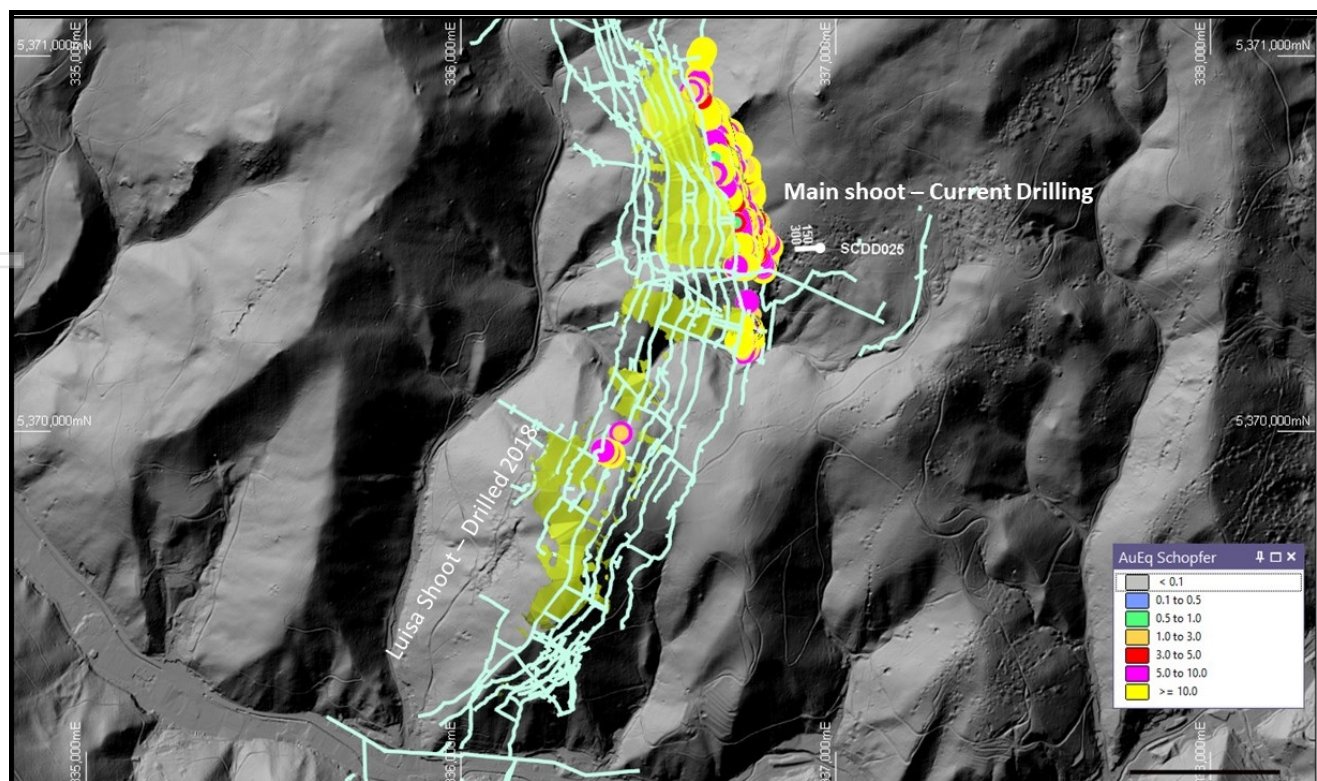 5,371,000mN
335,000mE
336,000mE
337,000mE
338,000mE
5,371,000mN
Main shoot – Current Drilling
150
300
SCDD025
5,370,000mN
5,370,000mN
Luisa Shoot – Drilled 2018
AuEq Schopfer
< 0.1
0.1 to 0.5
0.5 to 1.0
1.0 to 3.0
3.0 to 5.0
5.0 to 10.0
>= 10.0
335,000mE
336,000mE
337,000mE
338,000mE